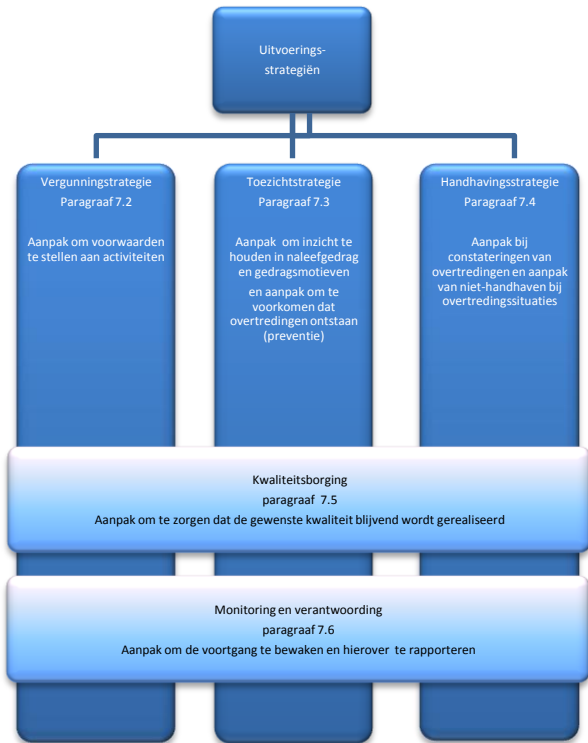 Uitvoerings-
strategiën
Vergunningstrategie
Paragraaf 7.2
Aanpak om voorwaarden
te stellen aan activiteiten
Toezichtstrategie
Paragraaf 7.3
Aanpak om inzicht te
houden in naleefgedrag
en gedragsmotieven
en aanpak om te
voorkomen dat
overtredingen ontstaan
(preventie)
Handhavingsstrategie
Paragraaf 7.4
Aanpak bij
constateringen van
overtredingen en aanpak
van niet-handhaven bij
overtredingssituaties
Kwaliteitsborging
paragraaf 7.5
Aanpak om te zorgen dat de gewenste kwaliteit blijvend wordt gerealiseerd
Monitoring en verantwoording
paragraaf 7.6
Aanpak om de voortgang te bewaken en hierover te rapporteren